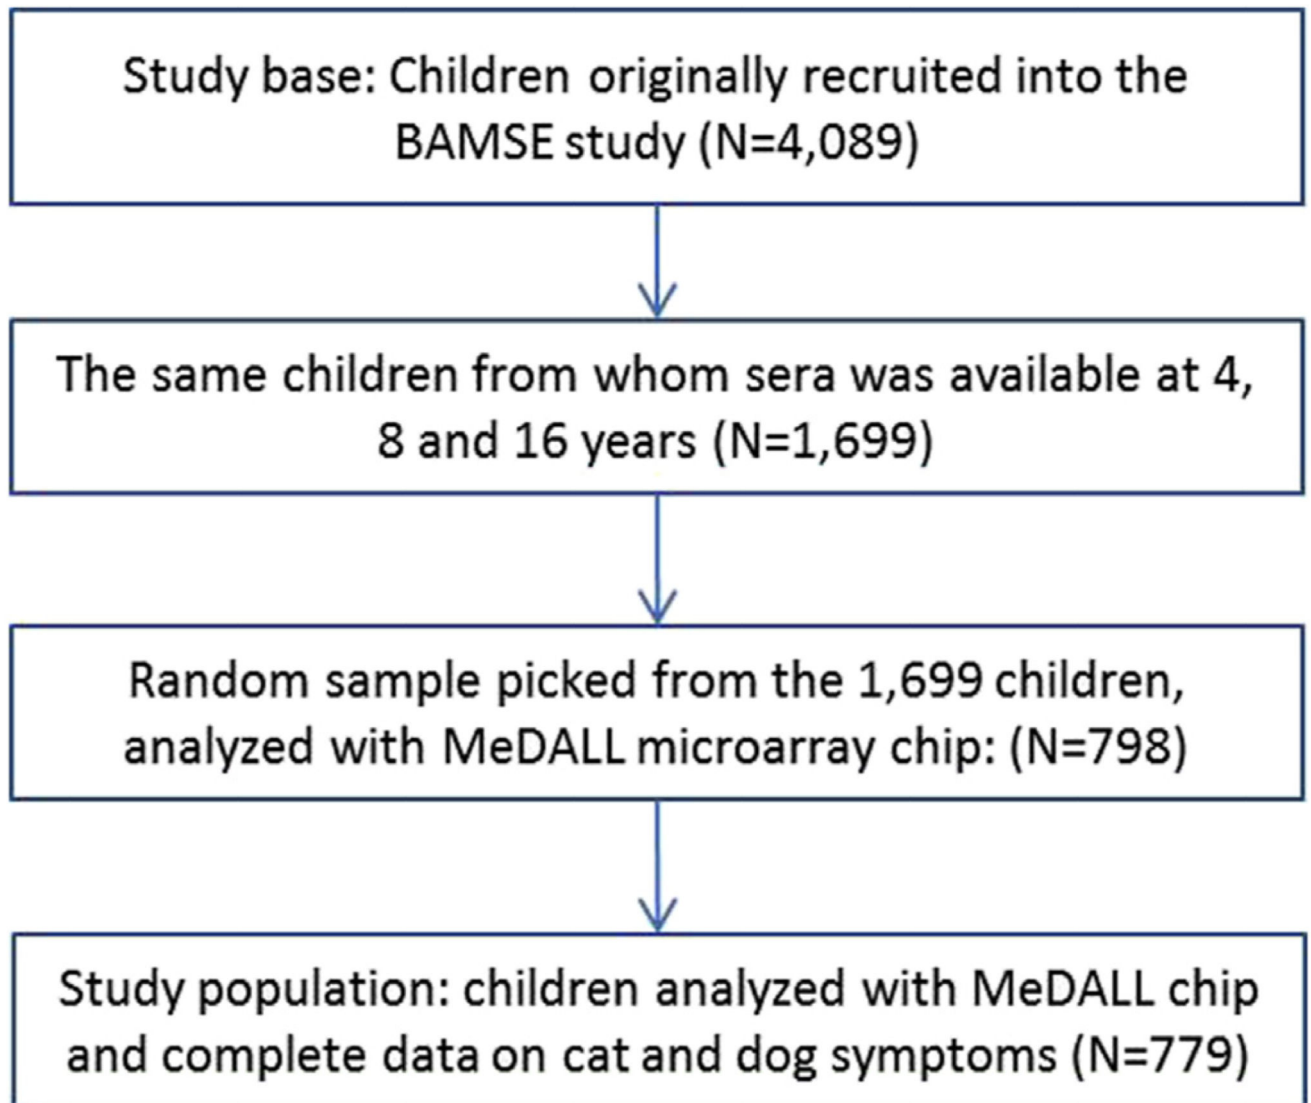 Study base: Children originally recruited into the
BAMSE study (N=4,089)
The same children from whom sera was available at 4,
8 and 16 years (N=1,699)
Random sample picked from the 1,699 children,
analyzed with MeDALL microarray chip: (N=798)
Study population: children analyzed with MeDALL chip
and complete data on cat and dog symptoms (N=779)